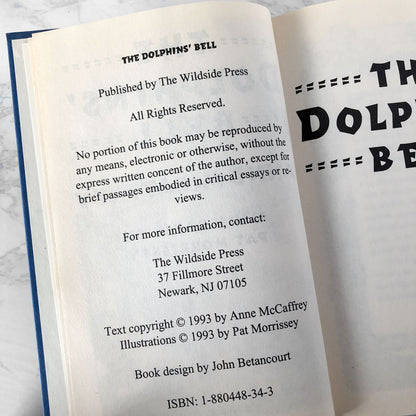 THE DOLPHINS' BELL
Published by The Wildside Press
All Rights Reserved.
No portion of this book may be reproduced by
any means, electronic or otherwise, without the
express written concent of the author, except for
brief passages embodied in critical essays or re-
views.
For more information, contact:
The Wildside Press
37 Fillmore Street
Newark, NJ 07105
Text copyright © 1993 by Anne McCaffrey
Illustrations © 1993 by Pat Morrissey
Book design by John Betancourt
ISBN: 1-880448-34-3
TH
DOLPH
BE